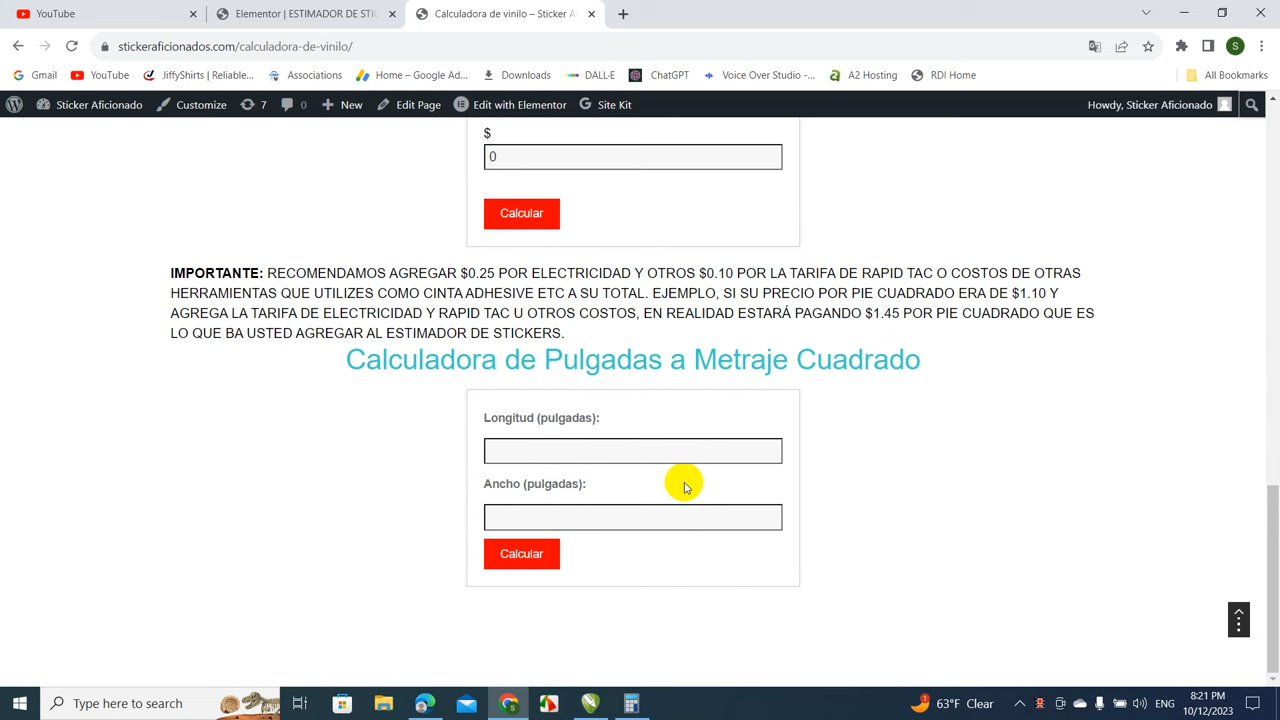 YouTube
Elementor | ESTIMADOR DE STIC
Calculadora de vinilo – Sticker A
stickeraficionados.com/calculadora-de-vinilo/
Gmail
YouTube
JiffyShirts | Reliable...
Associations
Home – Google Ad...
Downloads
DALL·E
ChatGPT
Voice Over Studio -...
A2 Hosting
RDI Home
All Bookmarks
Sticker Aficionado
Customize
7
0
New
Edit Page
Edit with Elementor
Site Kit
Howdy, Sticker Aficionado
$
0
Calcular
IMPORTANTE: RECOMENDAMOS AGREGAR $0.25 POR ELECTRICIDAD Y OTROS $0.10 POR LA TARIFA DE RAPID TAC O COSTOS DE OTRAS
HERRAMIENTAS QUE UTILIZES COMO CINTA ADHESIVE ETC A SU TOTAL. EJEMPLO, SI SU PRECIO POR PIE CUADRADO ERA DE $1.10 Y
AGREGA LA TARIFA DE ELECTRICIDAD Y RAPID TAC U OTROS COSTOS, EN REALIDAD ESTARÁ PAGANDO $1.45 POR PIE CUADRADO QUE ES
LO QUE BA USTED AGREGAR AL ESTIMADOR DE STICKERS.
Calculadora de Pulgadas a Metraje Cuadrado
Longitud (pulgadas):
Ancho (pulgadas):
Calcular
Type here to search
63°F Clear
ENG
8:21 PM
10/12/2023